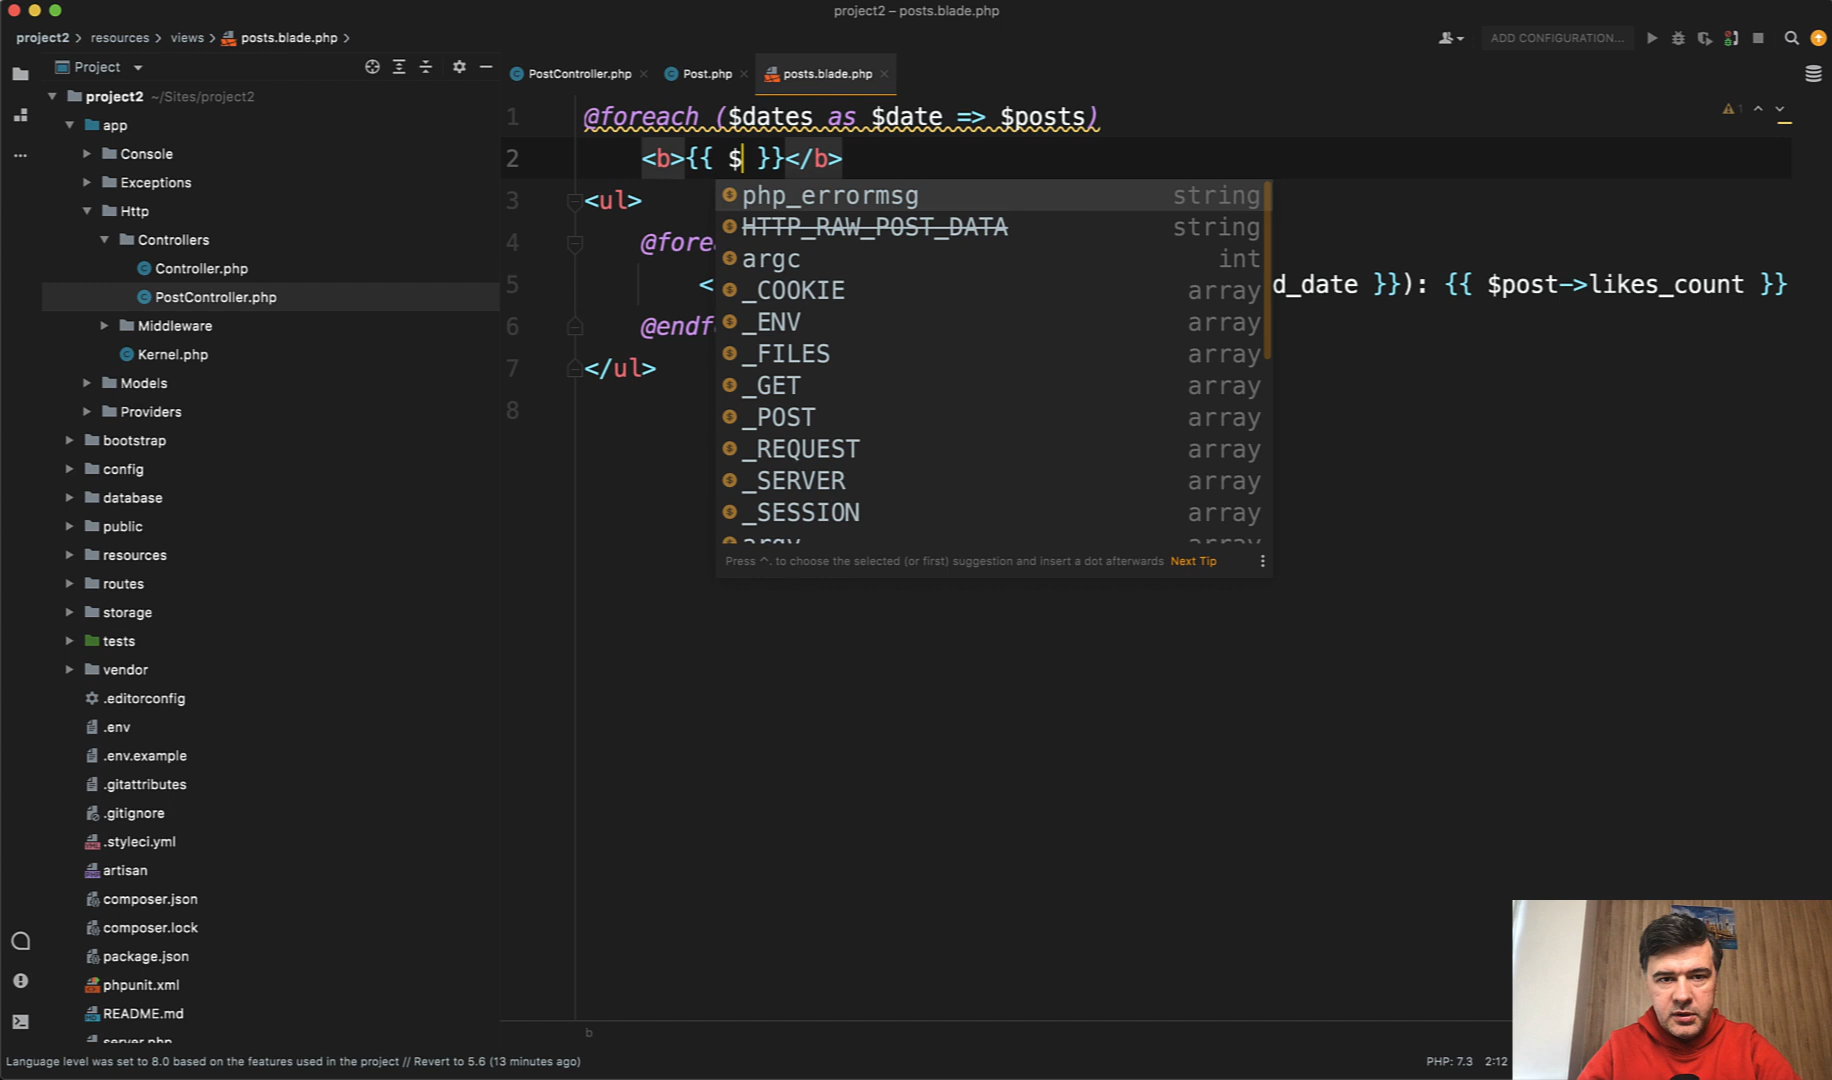 project2 – posts.blade.php
project2 > resources > views > posts.blade.php >
ADD CONFIGURATION...
Project
PostController.php
Post.php
posts.blade.php
project2 ~/Sites/project2
app
Console
Exceptions
Http
Controllers
Controller.php
PostController.php
Middleware
Kernel.php
Models
Providers
bootstrap
config
database
public
resources
routes
storage
tests
vendor
.editorconfig
.env
.env.example
.gitattributes
.gitignore
.styleci.yml
artisan
composer.json
composer.lock
package.json
phpunit.xml
README.md
server.php
1 @foreach ($dates as $date => $posts)
2 <b>{{ $ }}</b>
3 <ul>
4 @fore
5 < d_date }}): {{ $post->likes_count }}
6 @endf
7 </ul>
8
1
php_errormsg string
HTTP_RAW_POST_DATA string
argc int
_COOKIE array
_ENV array
_FILES array
_GET array
_POST array
_REQUEST array
_SERVER array
_SESSION array
argv array
Press ^. to choose the selected (or first) suggestion and insert a dot afterwards Next Tip
b
Language level was set to 8.0 based on the features used in the project // Revert to 5.6 (13 minutes ago)
PHP: 7.3 2:12